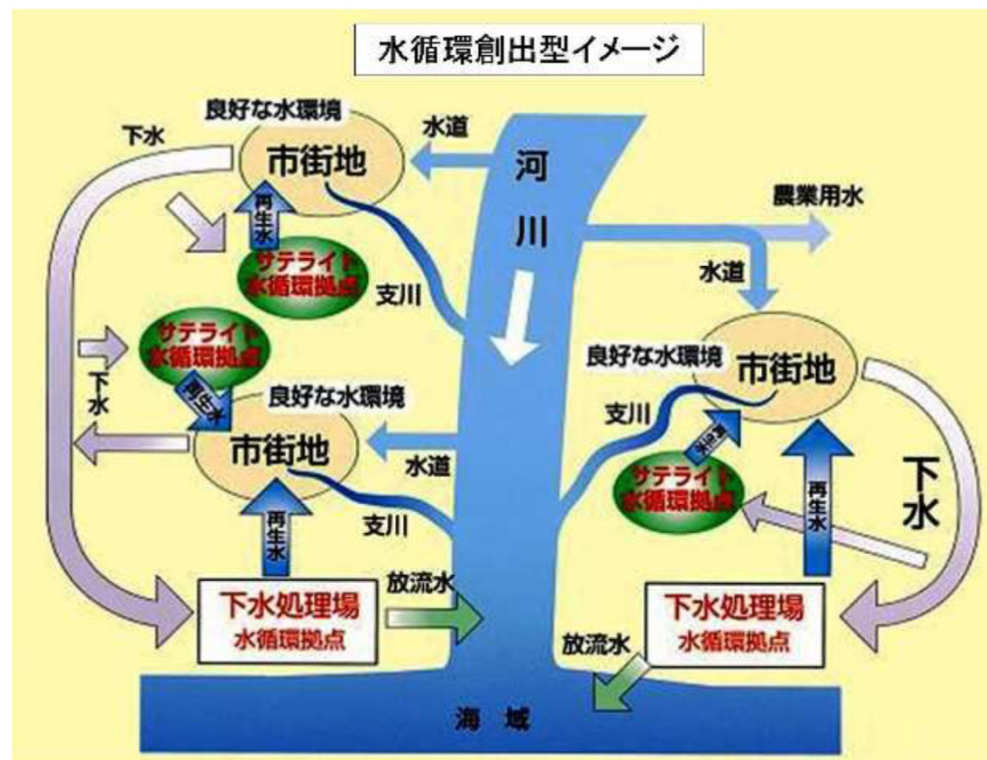 水循環創出型イメージ
良好な水環境
市街地
下水
水道
河
川
再
生
水
サテライト
水循環拠点
支川
農業用水
水道
サテライト
水循環拠点
下
水
再生水
良好な水環境
市街地
水道
支川
再
生
水
下水処理場
水循環拠点
放流水
良好な水環境
市街地
支川
再生水
サテライト
水循環拠点
再
生
水
下
水
下水処理場
水循環拠点
放流水
海 域